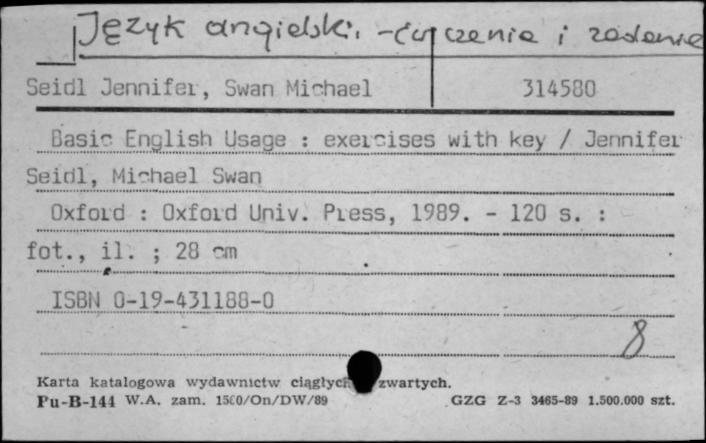 Język angielski, - ćwiczenia i zadania
Seidl Jennifer, Swan Michael 314580
Basic English Usage : exercises with key / Jennifer
Seidl, Michael Swan
Oxford : Oxford Univ. Press, 1989. - 120 s. :
fot., il. ; 28 cm
ISBN 0-19-431188-0
8
Karta katalogowa wydawnictw ciągłych zwartych.
Pu-B-144 W.A. zam. 1580/On/DW/89 GZG Z-3 3465-89 1.500.000 szt.